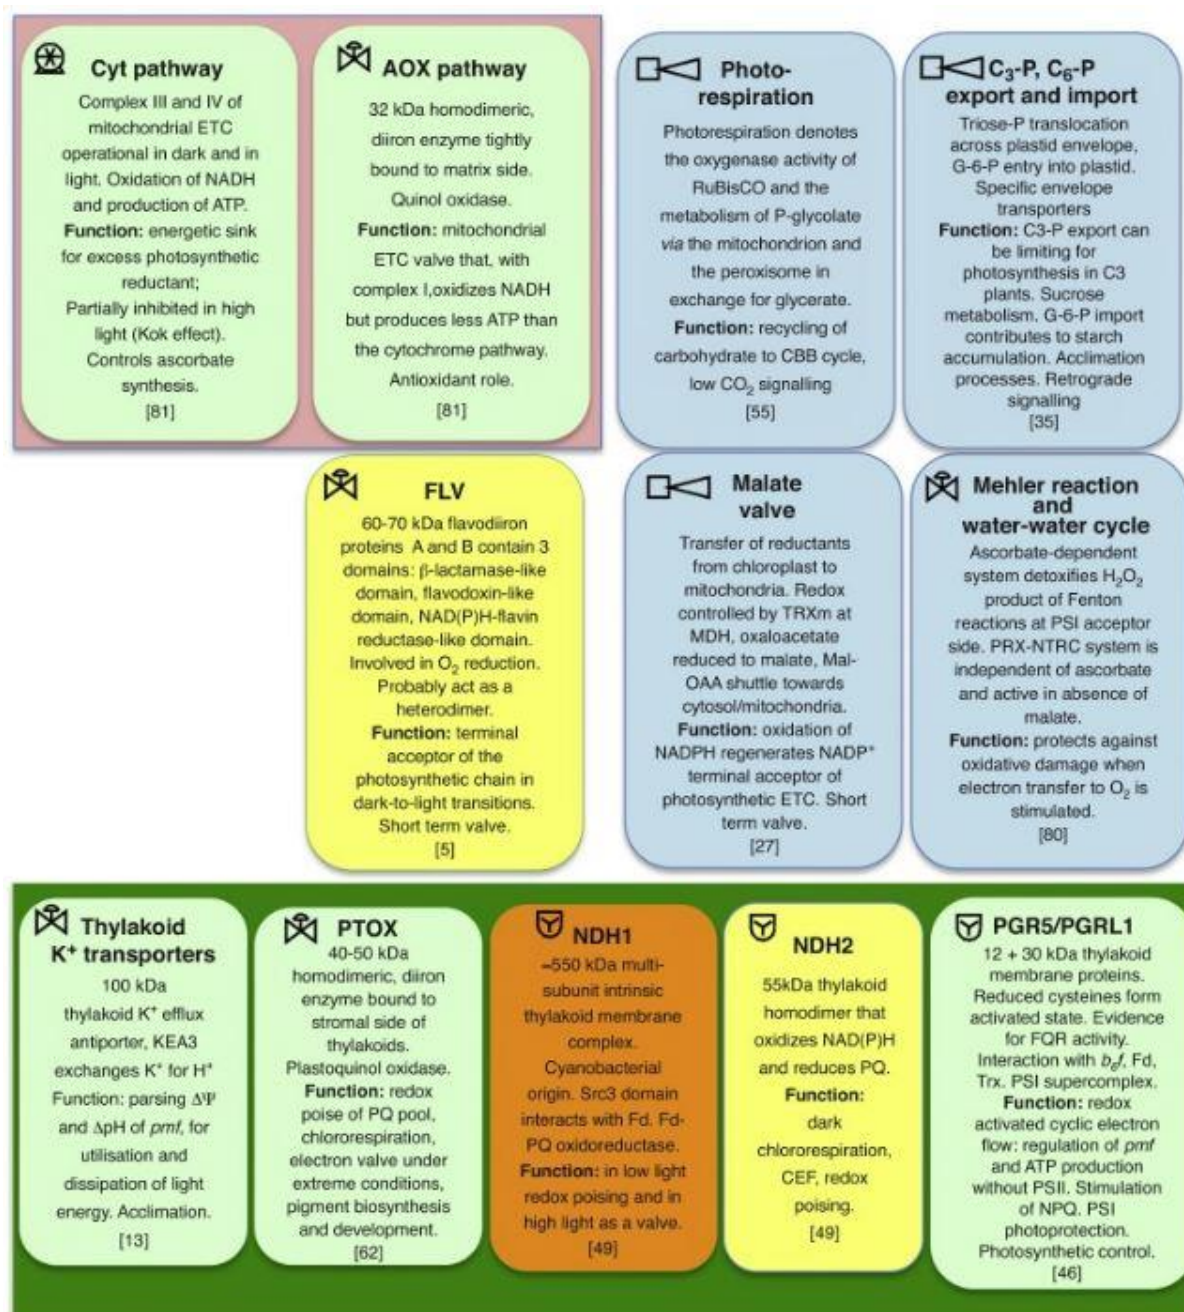 Cyt pathway
Complex III and IV of
mitochondrial ETC
operational in dark and in
light. Oxidation of NADH
and production of ATP.
Function: energetic sink
for excess photosynthetic
reductant;
Partially inhibited in high
light (Kok effect).
Controls ascorbate
synthesis.
[81]
AOX pathway
32 kDa homodimeric,
diiron enzyme tightly
bound to matrix side.
Quinol oxidase.
Function: mitochondrial
ETC valve that, with
complex I,oxidizes NADH
but produces less ATP than
the cytochrome pathway.
Antioxidant role.
[81]
Photo-
respiration
Photorespiration denotes
the oxygenase activity of
RuBisCO and the
metabolism of P-glycolate
via the mitochondrion and
the peroxisome in
exchange for glycerate.
Function: recycling of
carbohydrate to CBB cycle,
low CO₂ signalling
[55]
C₃-P, C₆-P
export and import
Triose-P translocation
across plastid envelope,
G-6-P entry into plastid.
Specific envelope
transporters
Function: C3-P export can
be limiting for
photosynthesis in C3
plants. Sucrose
metabolism. G-6-P import
contributes to starch
accumulation. Acclimation
processes. Retrograde
signalling
[35]
FLV
60-70 kDa flavodiiron
proteins A and B contain 3
domains: β-lactamase-like
domain, flavodoxin-like
domain, NAD(P)H-flavin
reductase-like domain.
Involved in O₂ reduction.
Probably act as a
heterodimer.
Function: terminal
acceptor of the
photosynthetic chain in
dark-to-light transitions.
Short term valve.
[5]
Malate
valve
Transfer of reductants
from chloroplast to
mitochondria. Redox
controlled by TRXm at
MDH, oxaloacetate
reduced to malate, Mal-
OAA shuttle towards
cytosol/mitochondria.
Function: oxidation of
NADPH regenerates NADP⁺
terminal acceptor of
photosynthetic ETC. Short
term valve.
[27]
Mehler reaction
and
water-water cycle
Ascorbate-dependent
system detoxifies H₂O₂
product of Fenton
reactions at PSI acceptor
side. PRX-NTRC system is
independent of ascorbate
and active in absence of
malate.
Function: protects against
oxidative damage when
electron transfer to O₂ is
stimulated.
[80]
Thylakoid
K⁺ transporters
100 kDa
thylakoid K⁺ efflux
antiporter, KEA3
exchanges K⁺ for H⁺
Function: parsing ΔΨ
and ΔpH of pmf, for
utilisation and
dissipation of light
energy. Acclimation.
[13]
PTOX
40-50 kDa
homodimeric, diiron
enzyme bound to
stromal side of
thylakoids.
Plastoquinol oxidase.
Function: redox
poise of PQ pool,
chlororespiration,
electron valve under
extreme conditions,
pigment biosynthesis
and development.
[62]
NDH1
~550 kDa multi-
subunit intrinsic
thylakoid membrane
complex.
Cyanobacterial
origin. Src3 domain
interacts with Fd. Fd-
PQ oxidoreductase.
Function: in low light
redox poising and in
high light as a valve.
[49]
NDH2
55kDa thylakoid
homodimer that
oxidizes NAD(P)H
and reduces PQ.
Function:
dark
chlororespiration,
CEF, redox
poising.
[49]
PGR5/PGRL1
12 + 30 kDa thylakoid
membrane proteins.
Reduced cysteines form
activated state. Evidence
for FQR activity.
Interaction with b₆f, Fd,
Trx. PSI supercomplex.
Function: redox
activated cyclic electron
flow: regulation of pmf
and ATP production
without PSII. Stimulation
of NPQ. PSI
photoprotection.
Photosynthetic control.
[46]